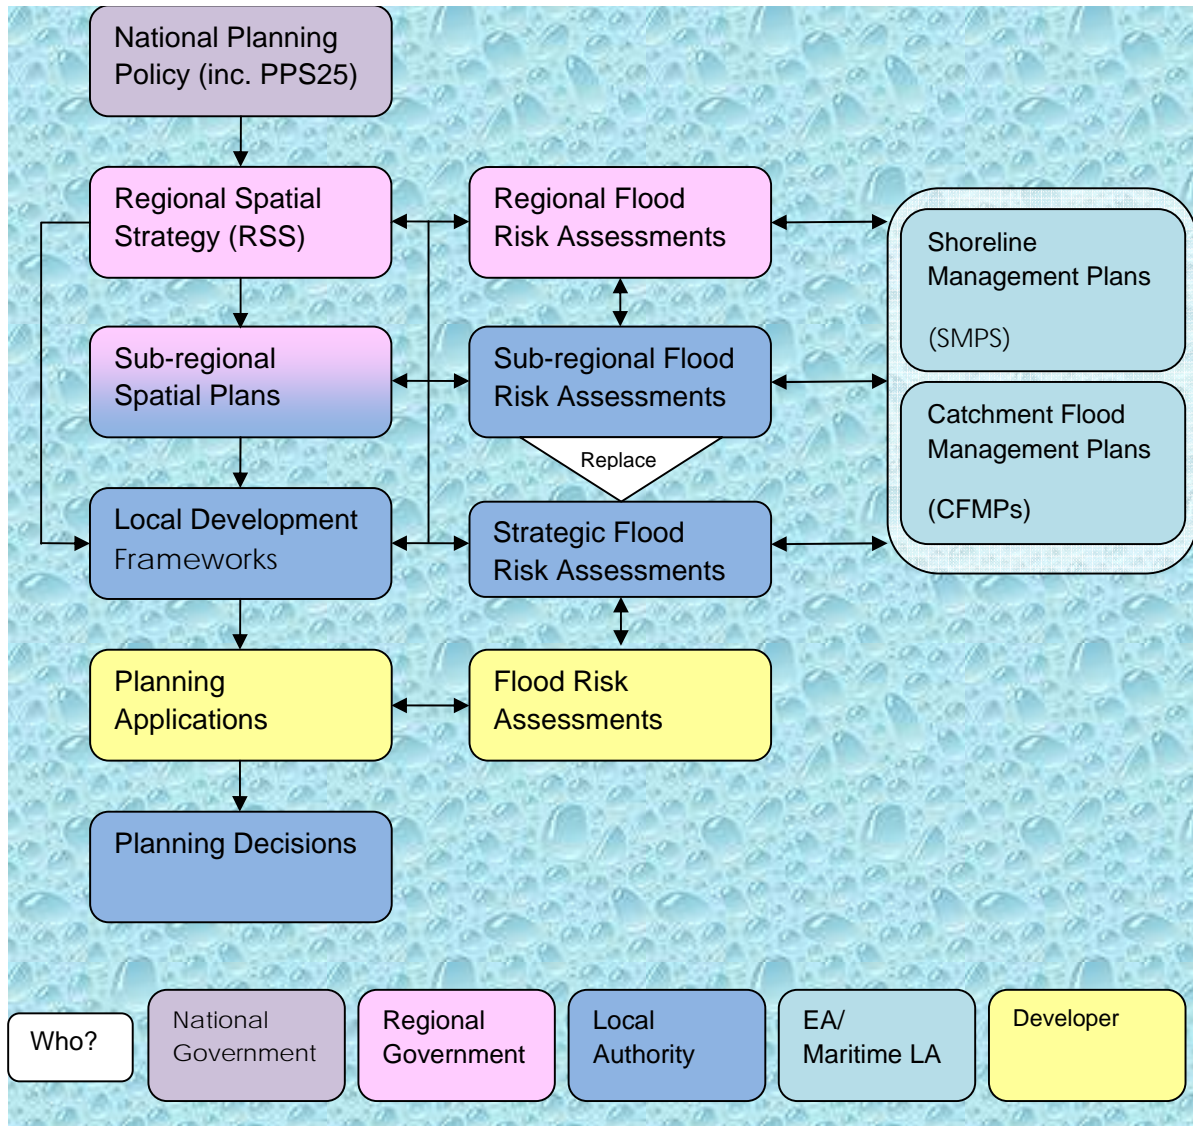 National Planning
Policy (inc. PPS25)
Regional Spatial
Strategy (RSS)
Regional Flood
Risk Assessments
Shoreline
Management Plans
(SMPS)
Sub-regional
Spatial Plans
Sub-regional Flood
Risk Assessments
Catchment Flood
Management Plans
(CFMPs)
Replace
Local Development
Frameworks
Strategic Flood
Risk Assessments
Planning
Applications
Flood Risk
Assessments
Planning Decisions
Who?
National
Government
Regional
Government
Local
Authority
EA/
Maritime LA
Developer